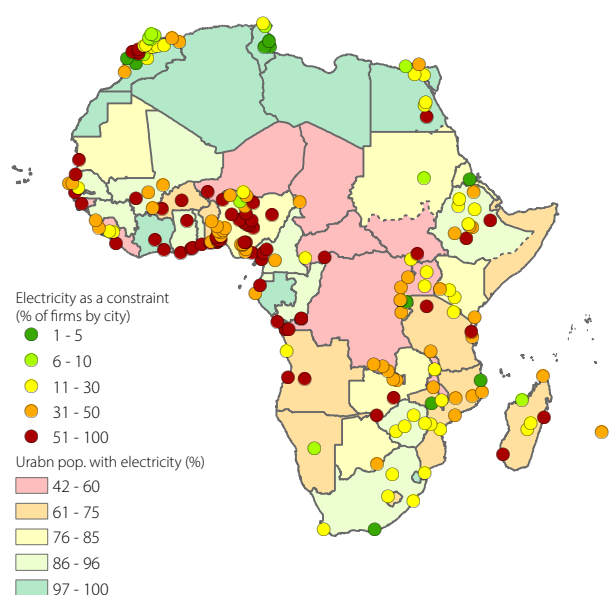 Electricity as a constraint
(% of firms by city)
1 - 5
6 - 10
11 - 30
31 - 50
51 - 100
Urabn pop. with electricity (%)
42 - 60
61 - 75
76 - 85
86 - 96
97 - 100